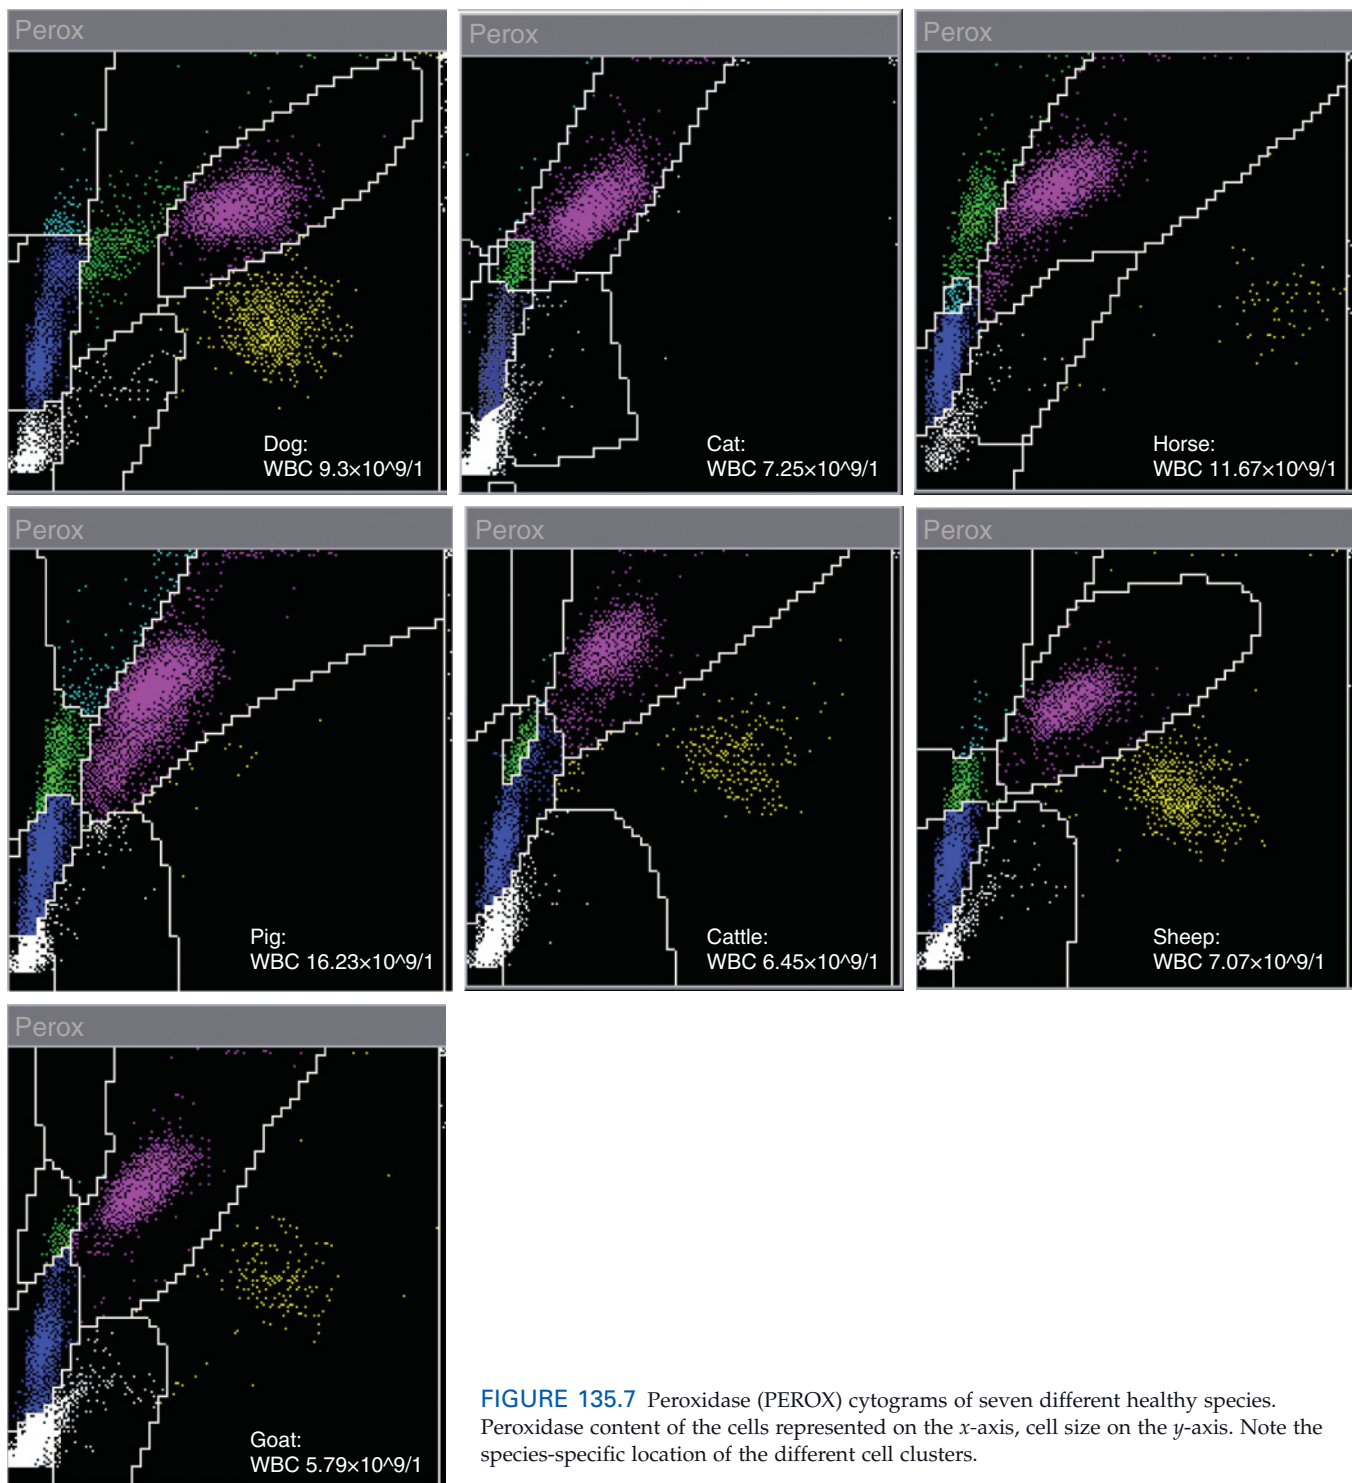 Perox
Perox
Perox
Dog:
WBC 9.3×10^9/1
Cat:
WBC 7.25×10^9/1
Horse:
WBC 11.67×10^9/1
Perox
Perox
Perox
Pig:
WBC 16.23×10^9/1
Cattle:
WBC 6.45×10^9/1
Sheep:
WBC 7.07×10^9/1
Perox
Goat:
WBC 5.79×10^9/1
FIGURE 135.7 Peroxidase (PEROX) cytograms of seven different healthy species.
Peroxidase content of the cells represented on the x-axis, cell size on the y-axis. Note the
species-specific location of the different cell clusters.